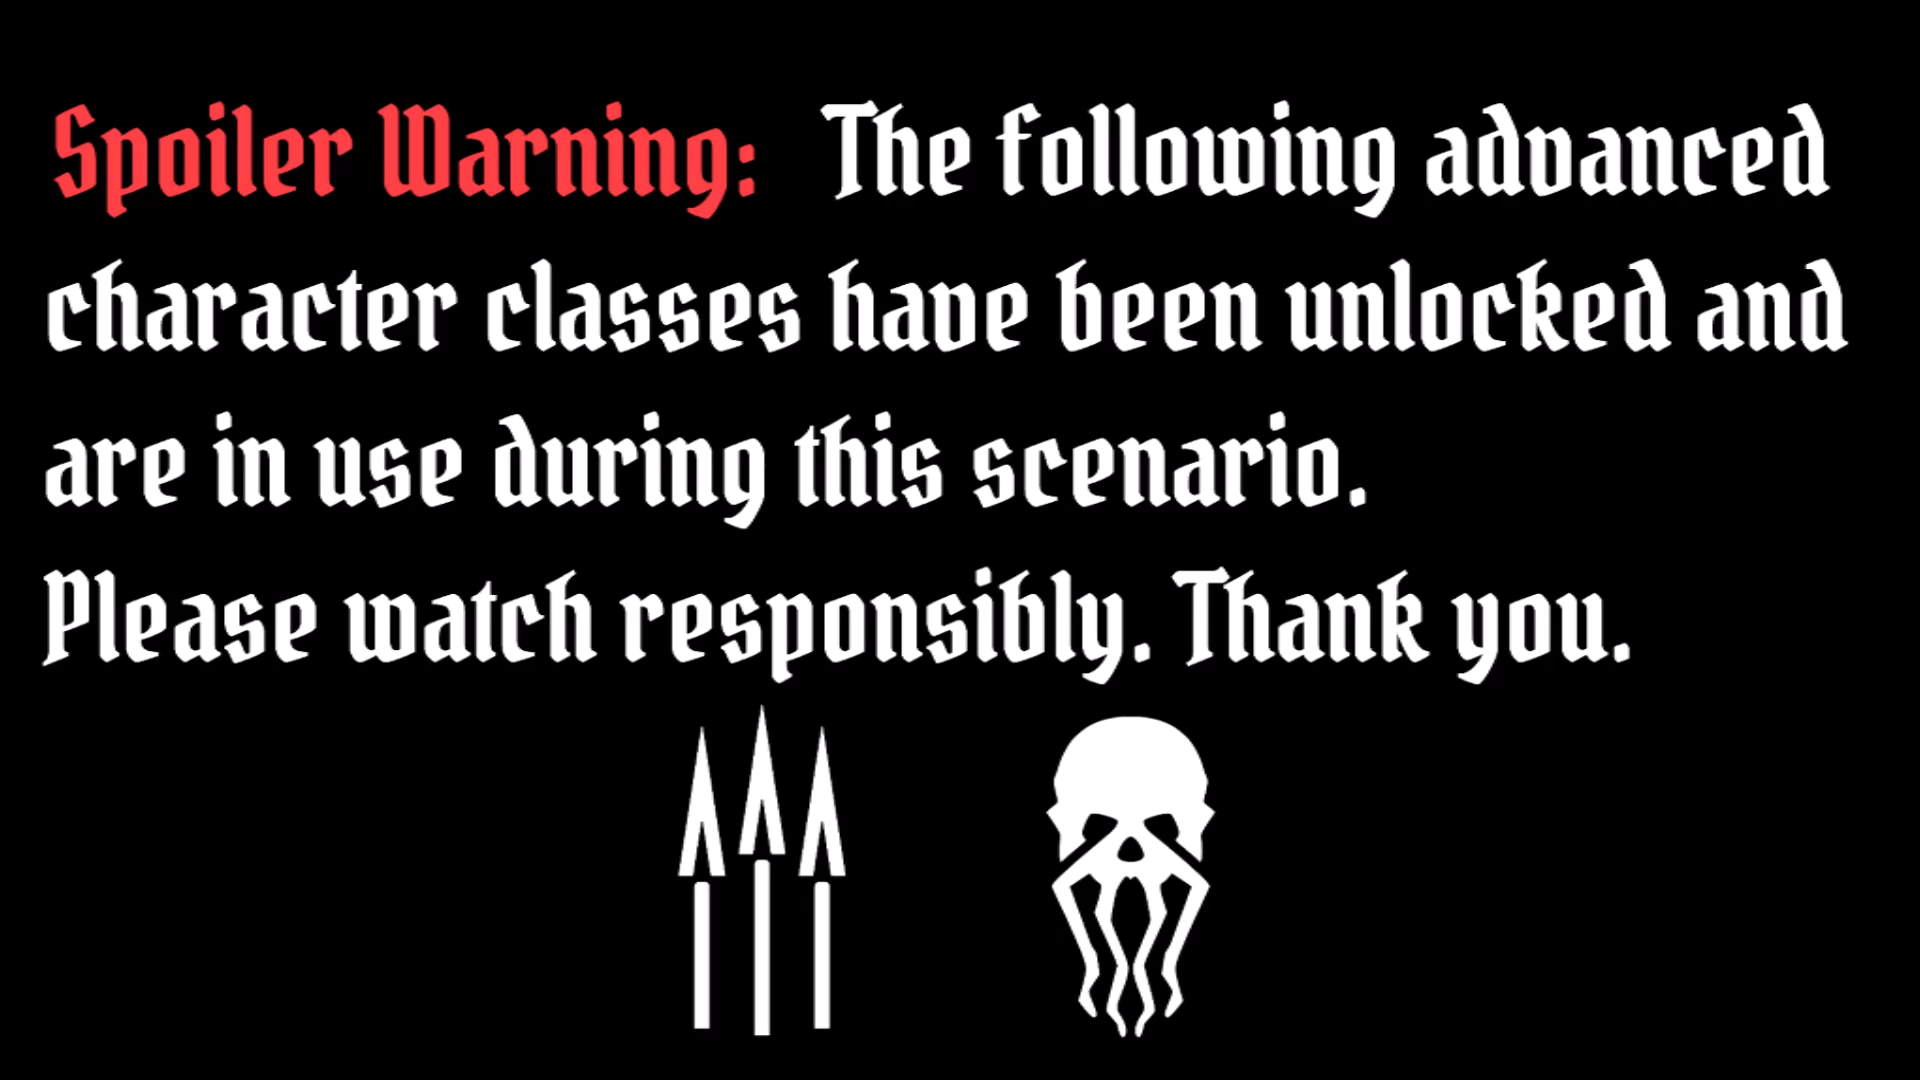 Spoiler Warning: The following advanced
character classes have been unlocked and
are in use during this scenario.
Please watch responsibly. Thank you.